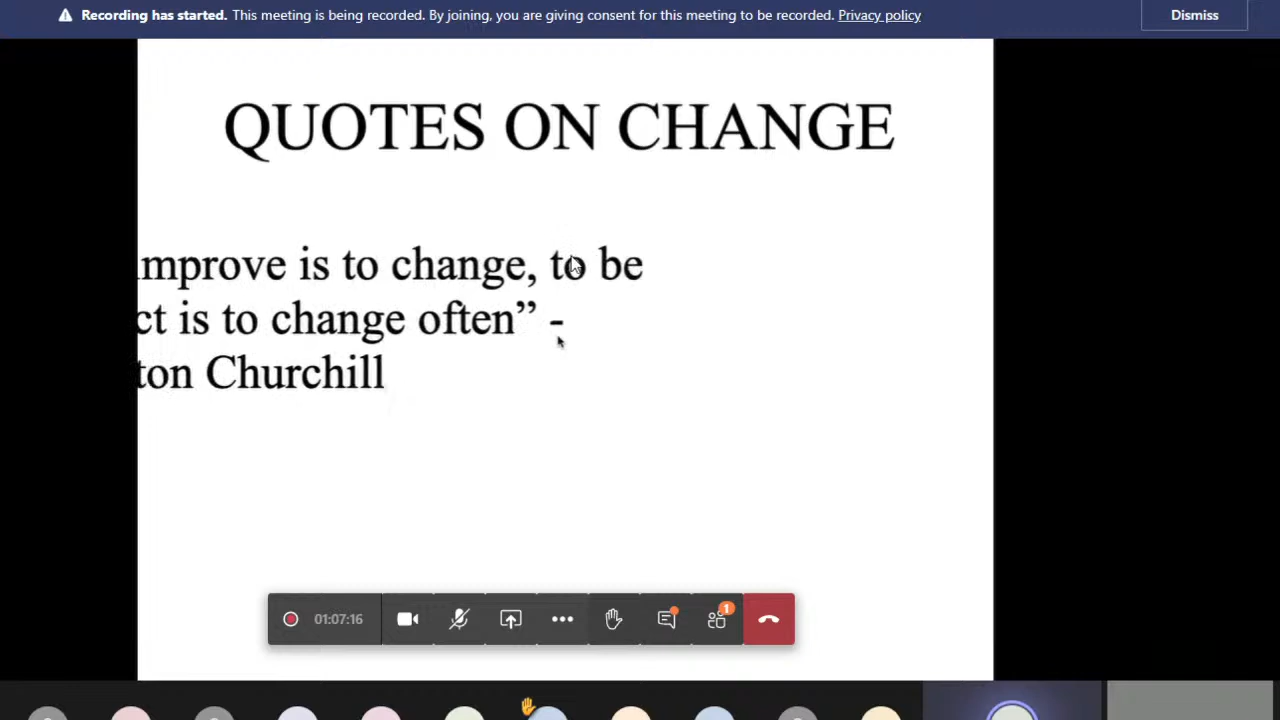 Recording has started. This meeting is being recorded. By joining, you are giving consent for this meeting to be recorded. Privacy policy
Dismiss
QUOTES ON CHANGE
improve is to change, to be
ct is to change often” -
ton Churchill
01:07:16
1